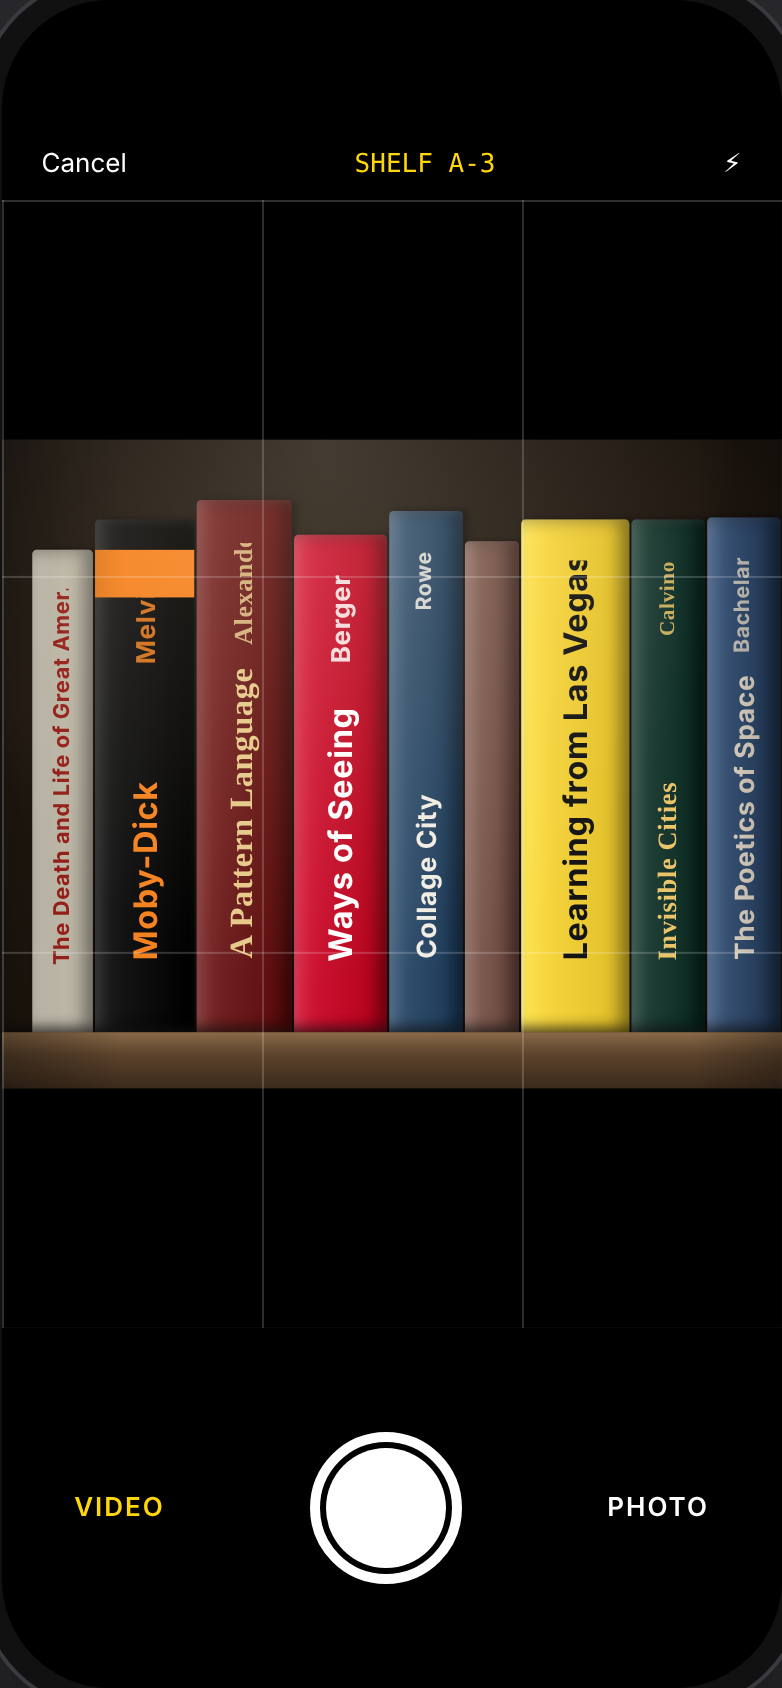 Cancel
SHELF A-3
The Death and Life of Great Amer
Moby-Dick
Melv
A Pattern Language
Alexand
Ways of Seeing
Berger
Collage City
Rowe
Learning from Las Vegas
Invisible Cities
Calvino
The Poetics of Space
Bachelar
VIDEO
PHOTO